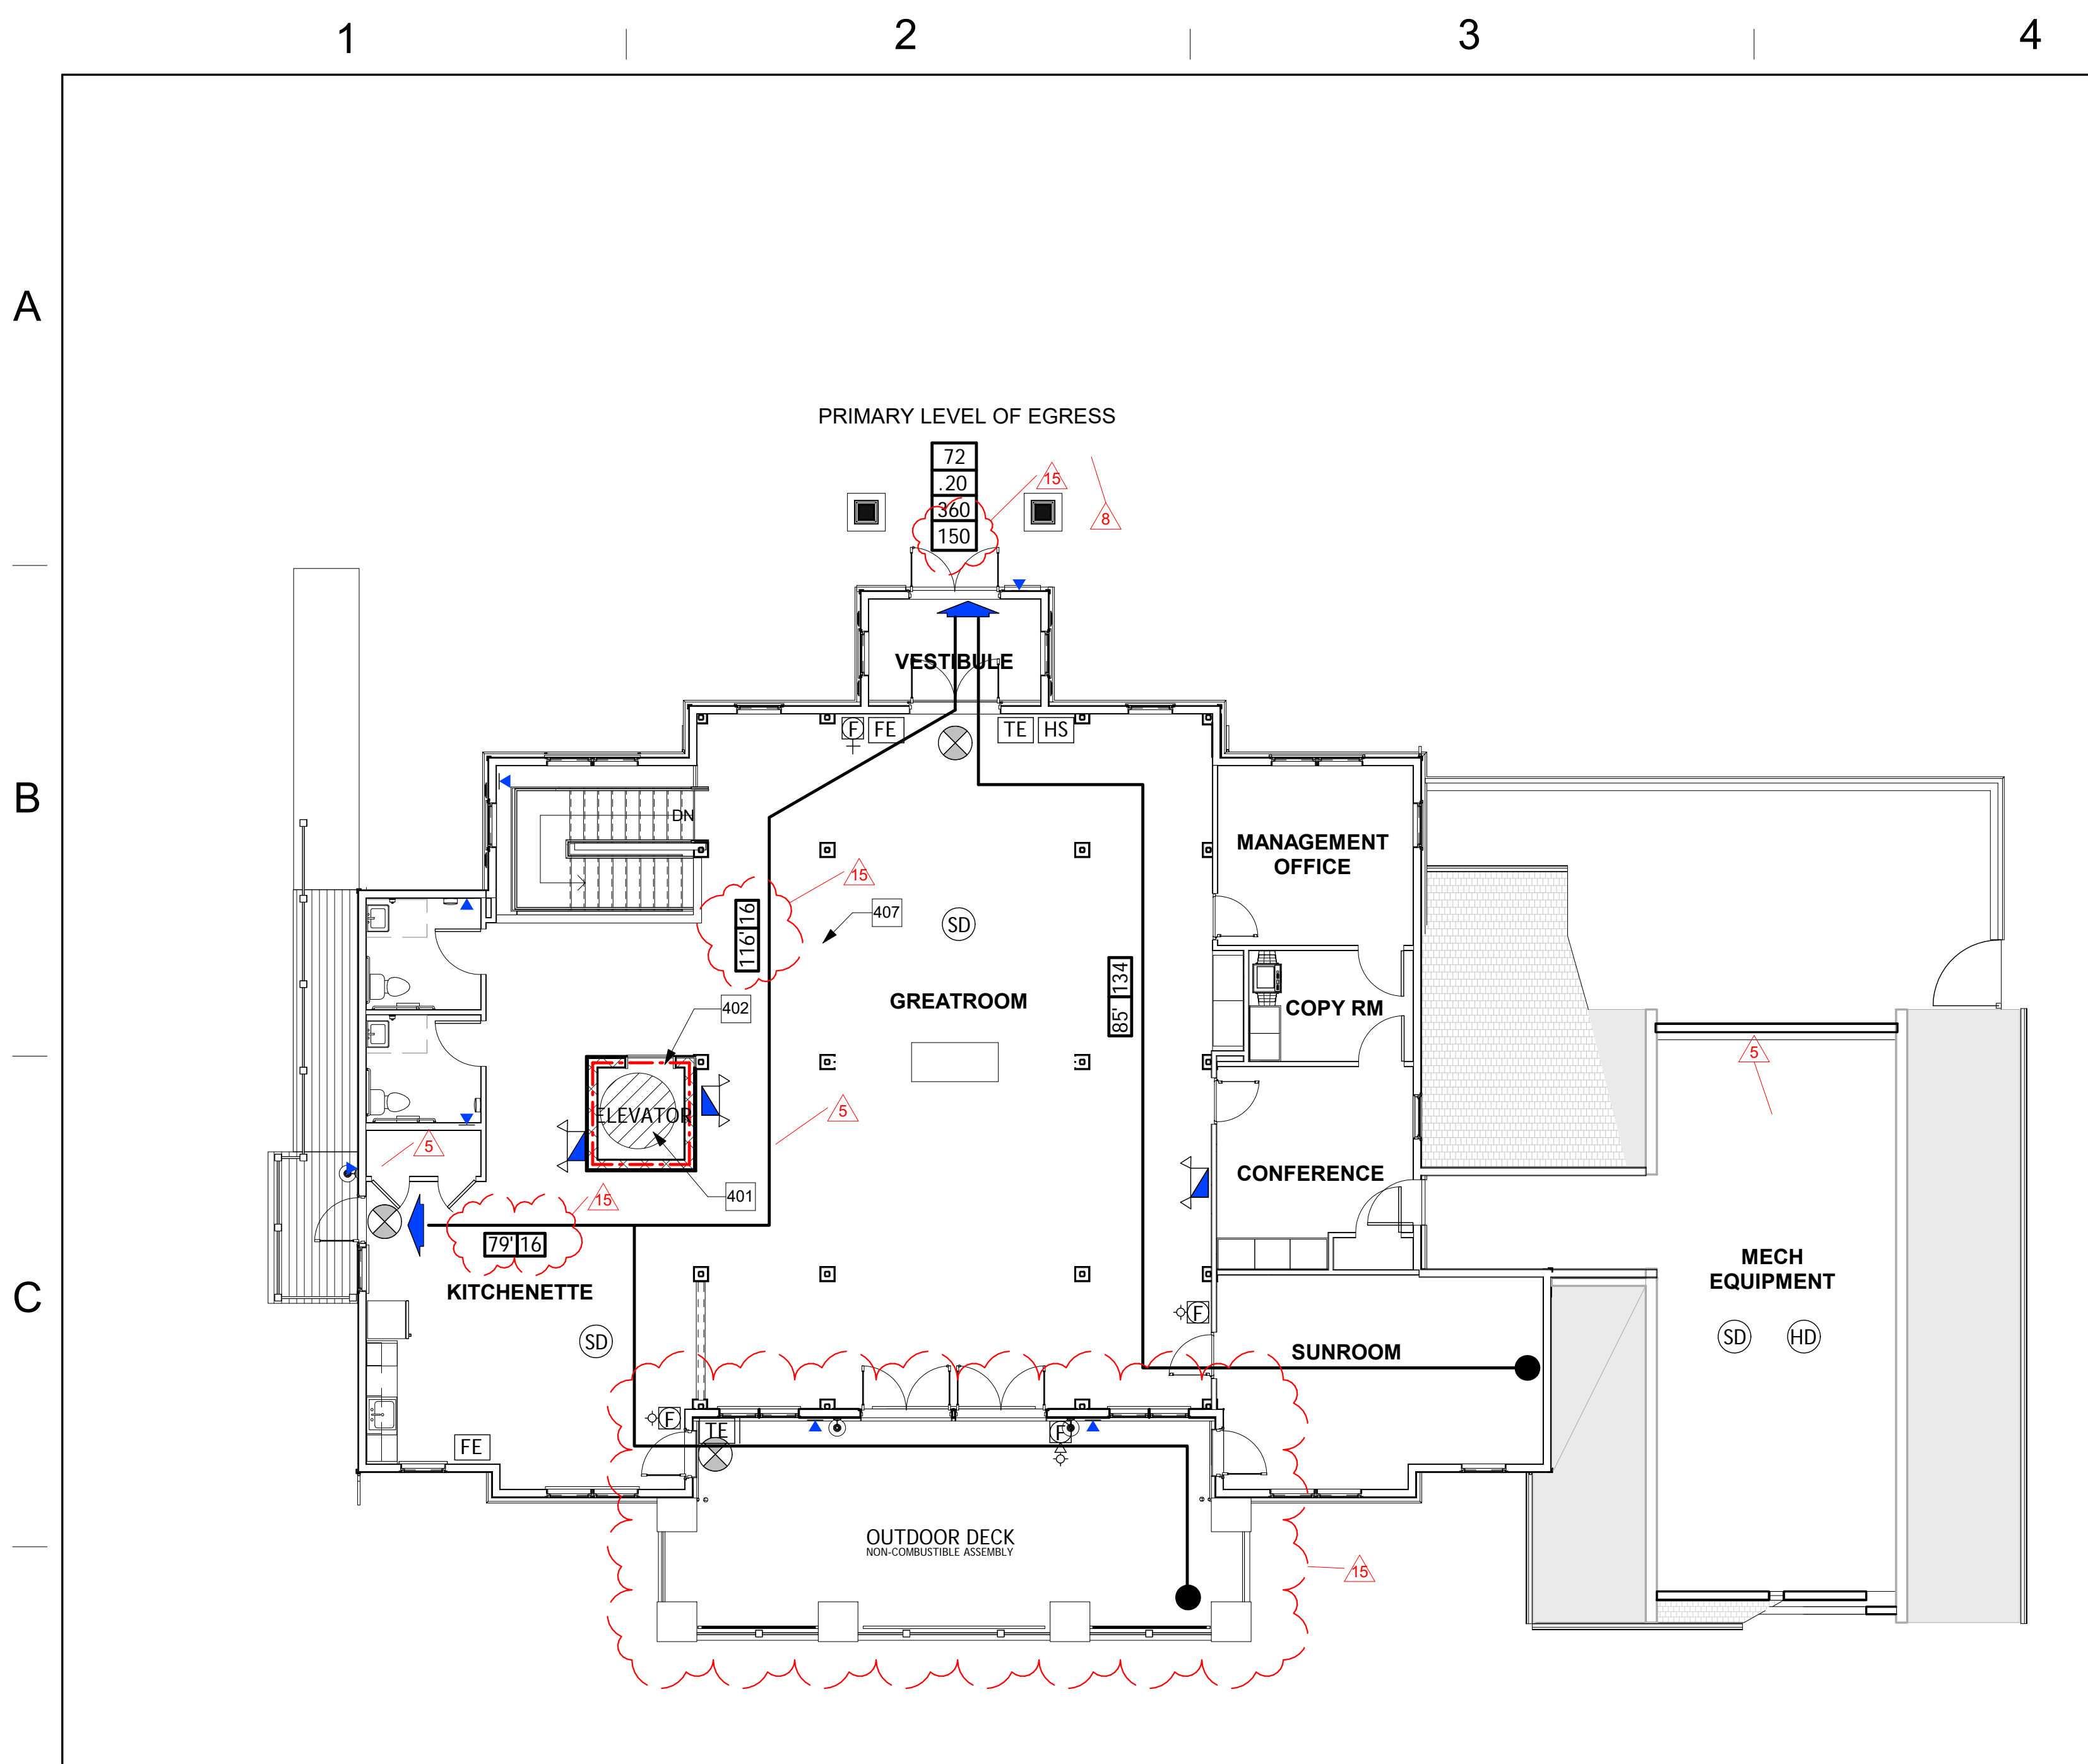 1
2
3
4
A
PRIMARY LEVEL OF EGRESS
72
.20
360
150
15
8
VESTIBULE
F
FE
TE
HS
B
DN
MANAGEMENT
OFFICE
15
116' 16
407
SD
GREATROOM
85' 134
402
COPY RM
5
ELEVATOR
5
5
CONFERENCE
401
15
79' 16
KITCHENETTE
C
MECH
EQUIPMENT
F
SD
SD
HD
SUNROOM
F
TE
F
FE
OUTDOOR DECK
NON-COMBUSTIBLE ASSEMBLY
15